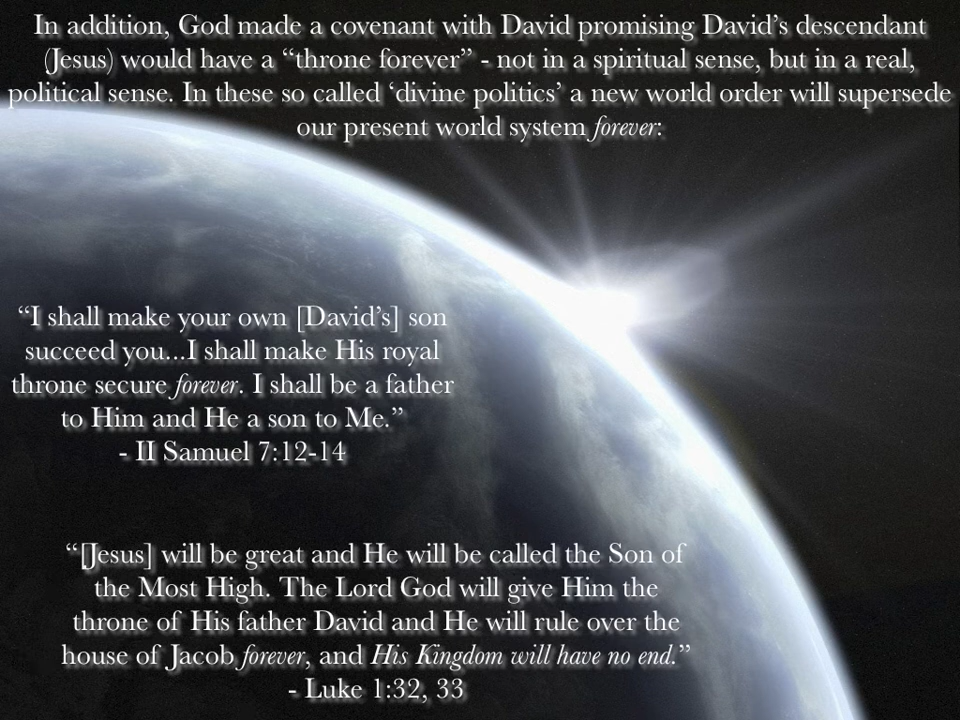 In addition, God made a covenant with David promising David’s descendant
(Jesus) would have a “throne forever” - not in a spiritual sense, but in a real,
political sense. In these so called ‘divine politics’ a new world order will supersede
our present world system forever:
“I shall make your own [David’s] son
succeed you...I shall make His royal
throne secure forever. I shall be a father
to Him and He a son to Me.”
- II Samuel 7:12-14
“[Jesus] will be great and He will be called the Son of
the Most High. The Lord God will give Him the
throne of His father David and He will rule over the
house of Jacob forever, and His Kingdom will have no end.”
- Luke 1:32, 33